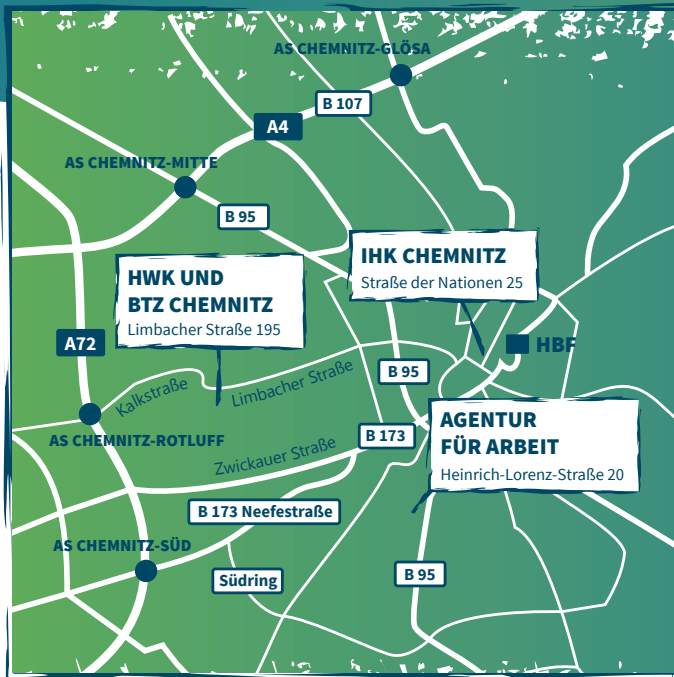 AS CHEMNITZ-GLÖSA
B 107
A4
AS CHEMNITZ-MITTE
B 95
IHK CHEMNITZ
Straße der Nationen 25
HWK UND
BTZ CHEMNITZ
Limbacher Straße 195
A72
HBF
B 95
Kalkstraße
Limbacher Straße
AS CHEMNITZ-ROTLUFF
B 173
AGENTUR
FÜR ARBEIT
Heinrich-Lorenz-Straße 20
Zwickauer Straße
B 173 Neefestraße
AS CHEMNITZ-SÜD
Südring
B 95